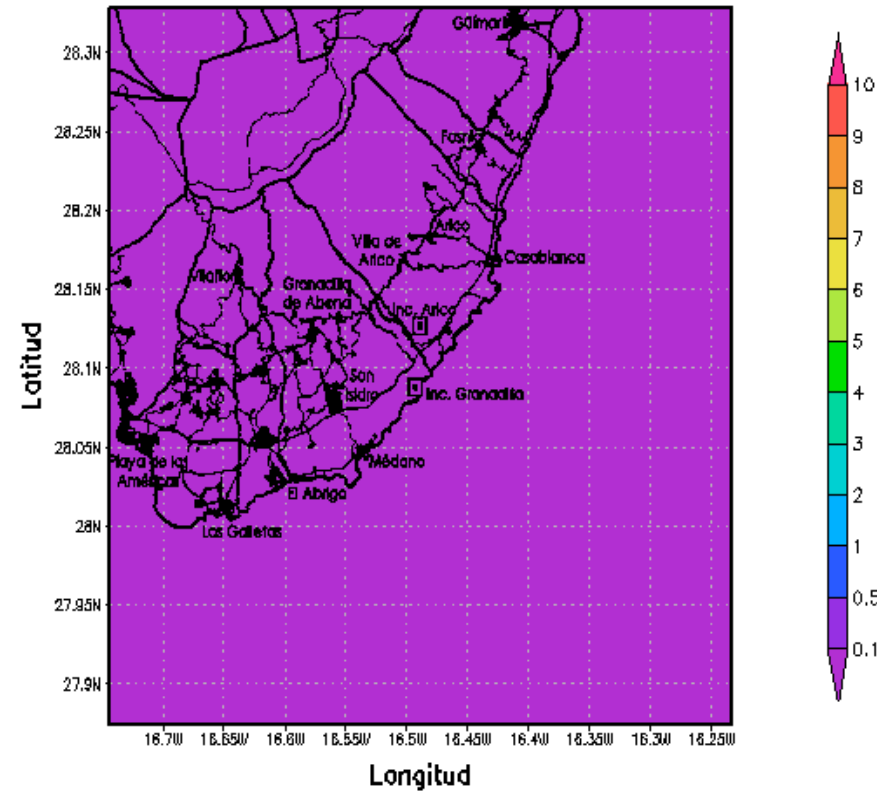 Güimar
28.3N
28.25N
Fasnia
28.2N
Arico
Villa de
Arico
Casablanca
28.15N
Vilaflor
Granadilla
de Abona
Inc. Arico
28.1N
San
Isidro
Inc. Granadilla
28.05N
Playa de las
Américas
Médano
El Abrigo
28N
Las Galletas
27.95N
27.9N
16.7W 16.65W 16.6W 16.55W 16.5W 16.45W 16.4W 16.35W 16.3W 16.25W
Longitud
Latitud
10
9
8
7
6
5
4
3
2
1
0.5
0.1